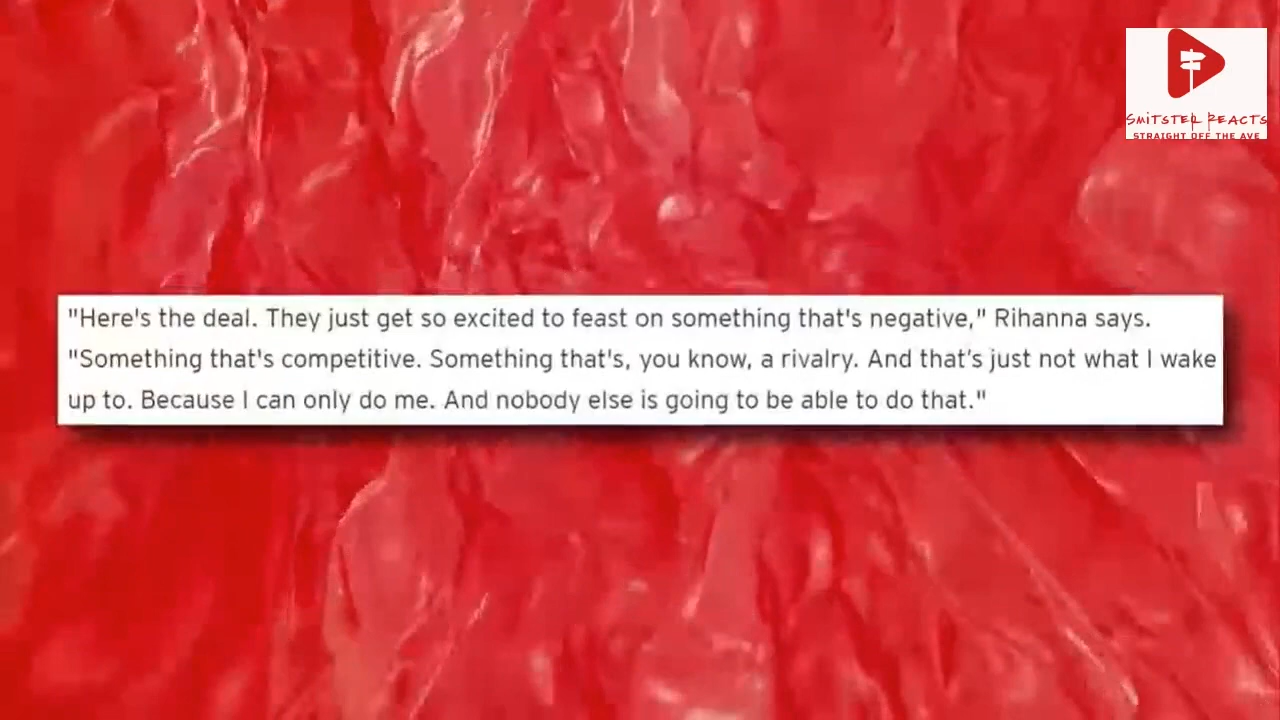 SMITSTER REACTS
STRAIGHT OFF THE AVE
"Here's the deal. They just get so excited to feast on something that's negative," Rihanna says.
"Something that's competitive. Something that's, you know, a rivalry. And that's just not what I wake
up to. Because I can only do me. And nobody else is going to be able to do that."